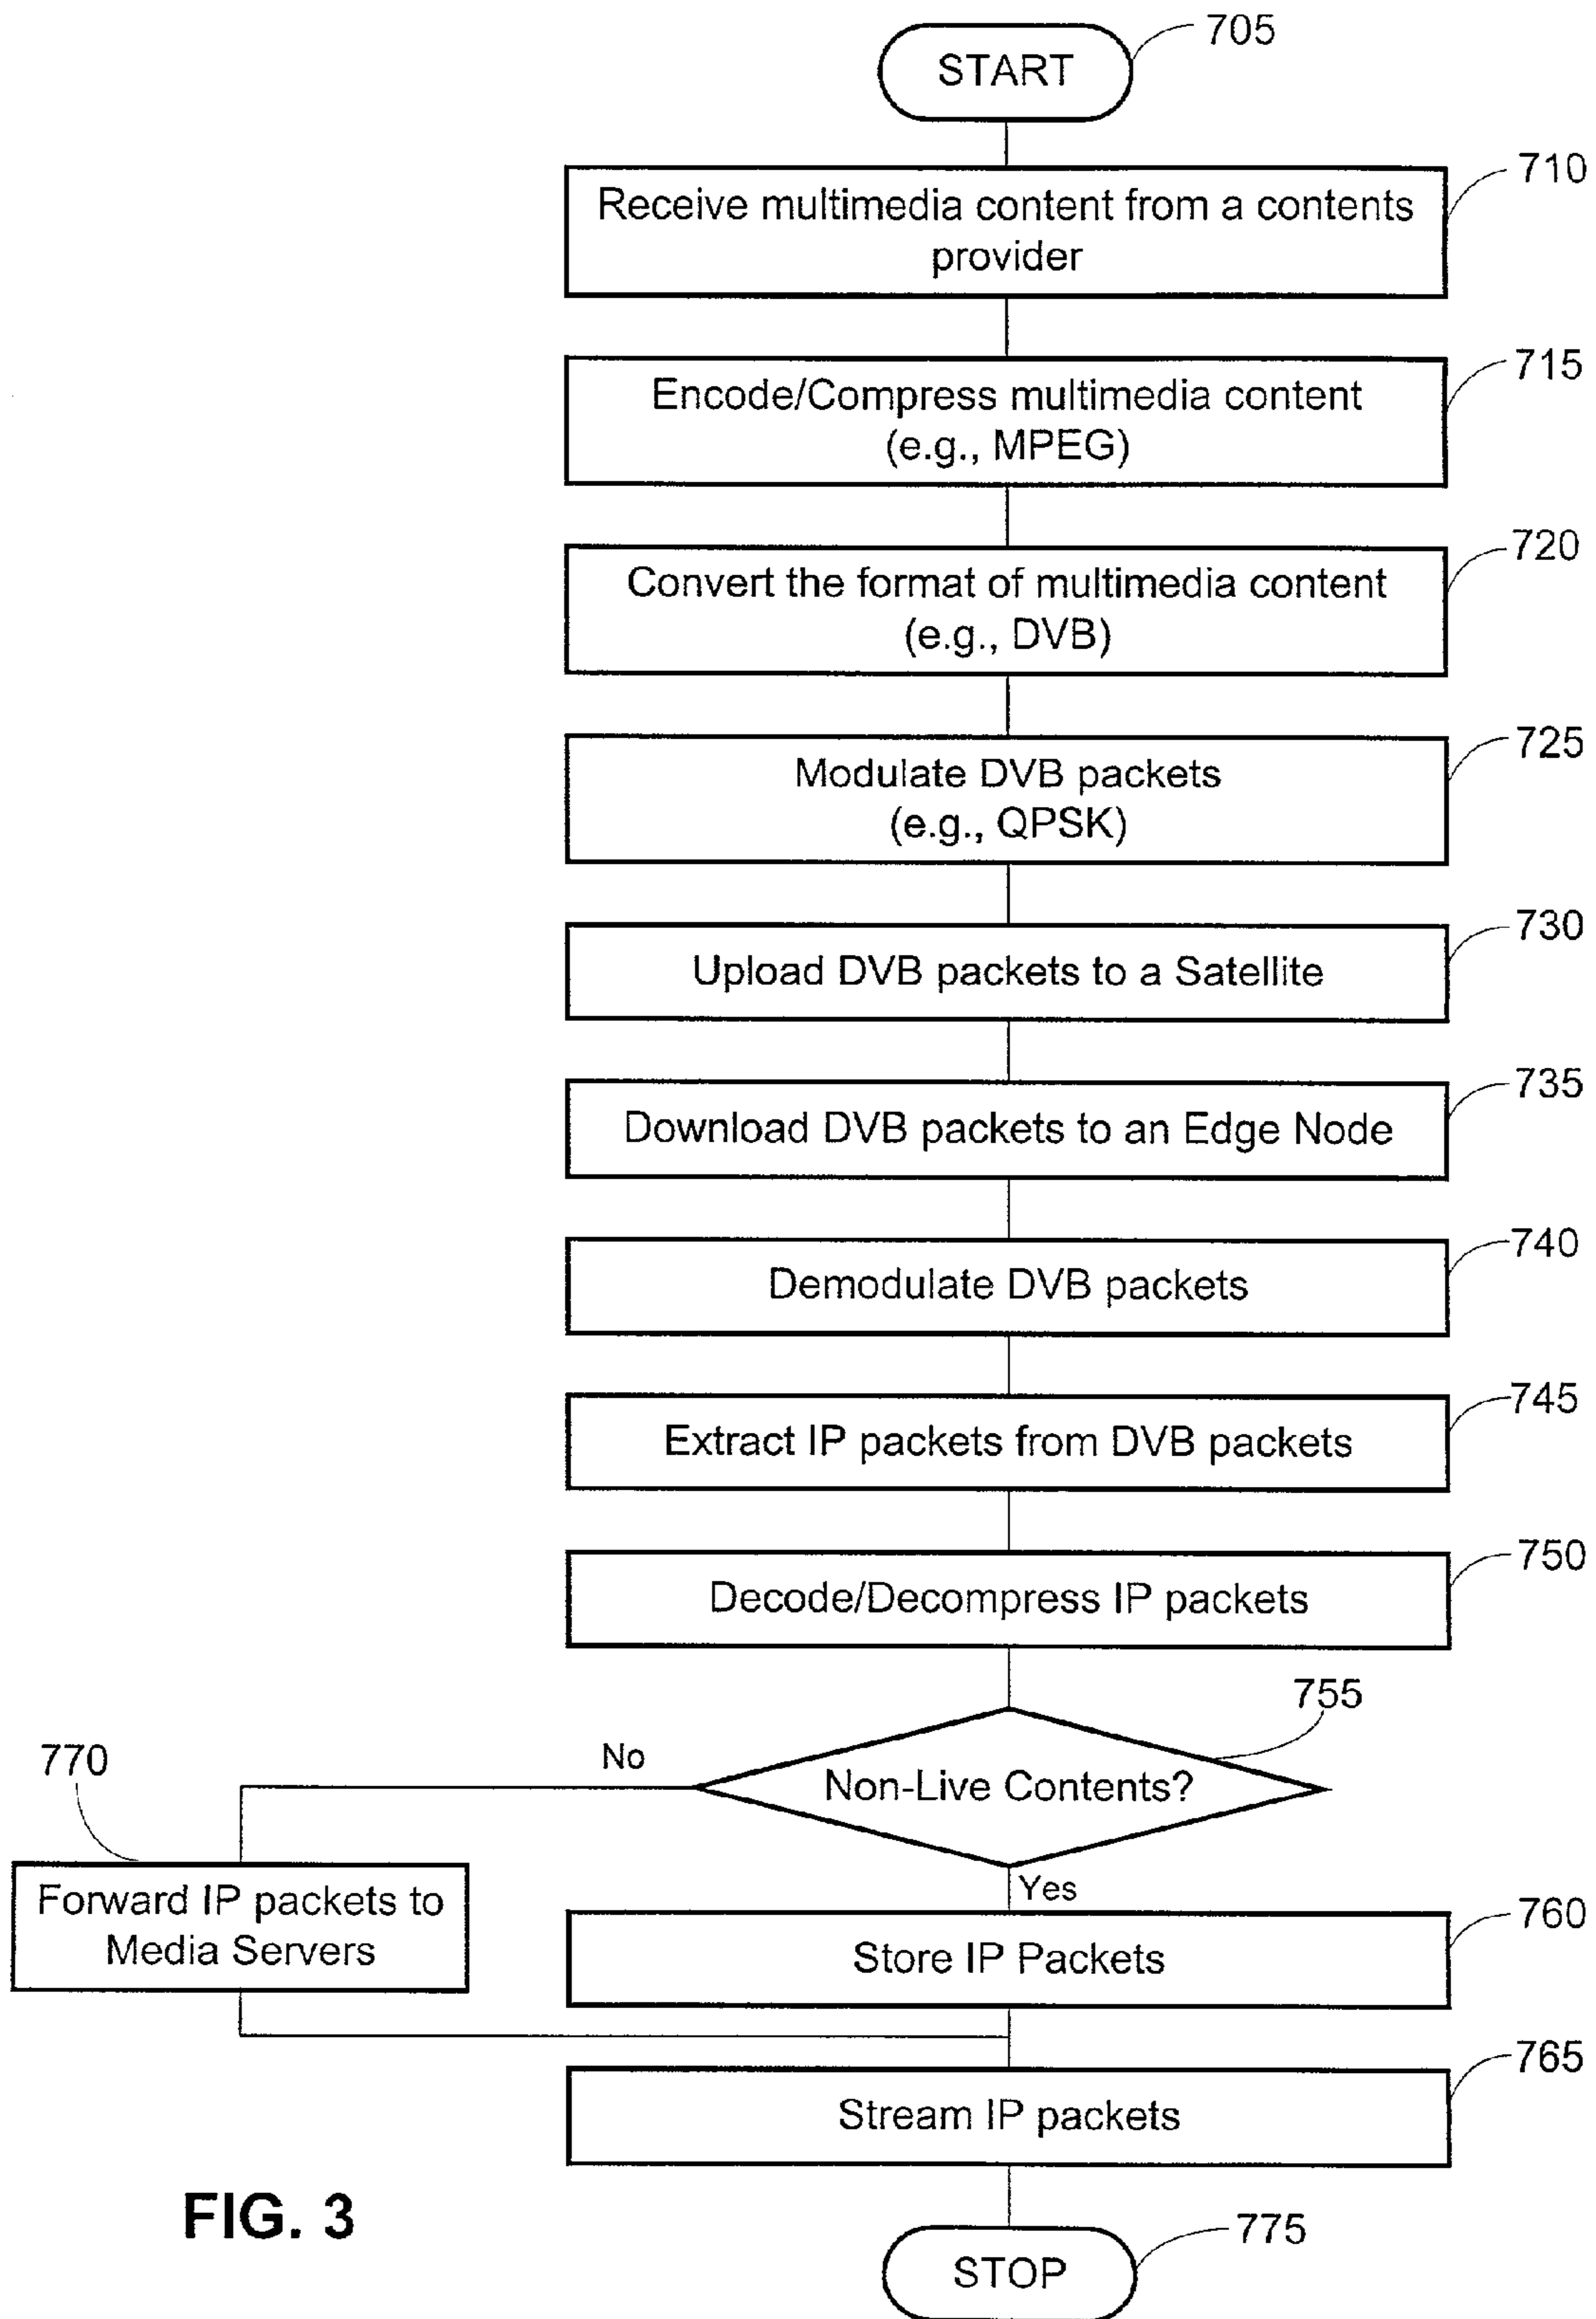 START
705
Receive multimedia content from a contents
provider
710
Encode/Compress multimedia content
(e.g., MPEG)
715
Convert the format of multimedia content
(e.g., DVB)
720
Modulate DVB packets
(e.g., QPSK)
725
Upload DVB packets to a Satellite
730
Download DVB packets to an Edge Node
735
Demodulate DVB packets
740
Extract IP packets from DVB packets
745
Decode/Decompress IP packets
750
755
Non-Live Contents?
No
770
Forward IP packets to
Media Servers
Yes
Store IP Packets
760
Stream IP packets
765
FIG. 3
STOP
775